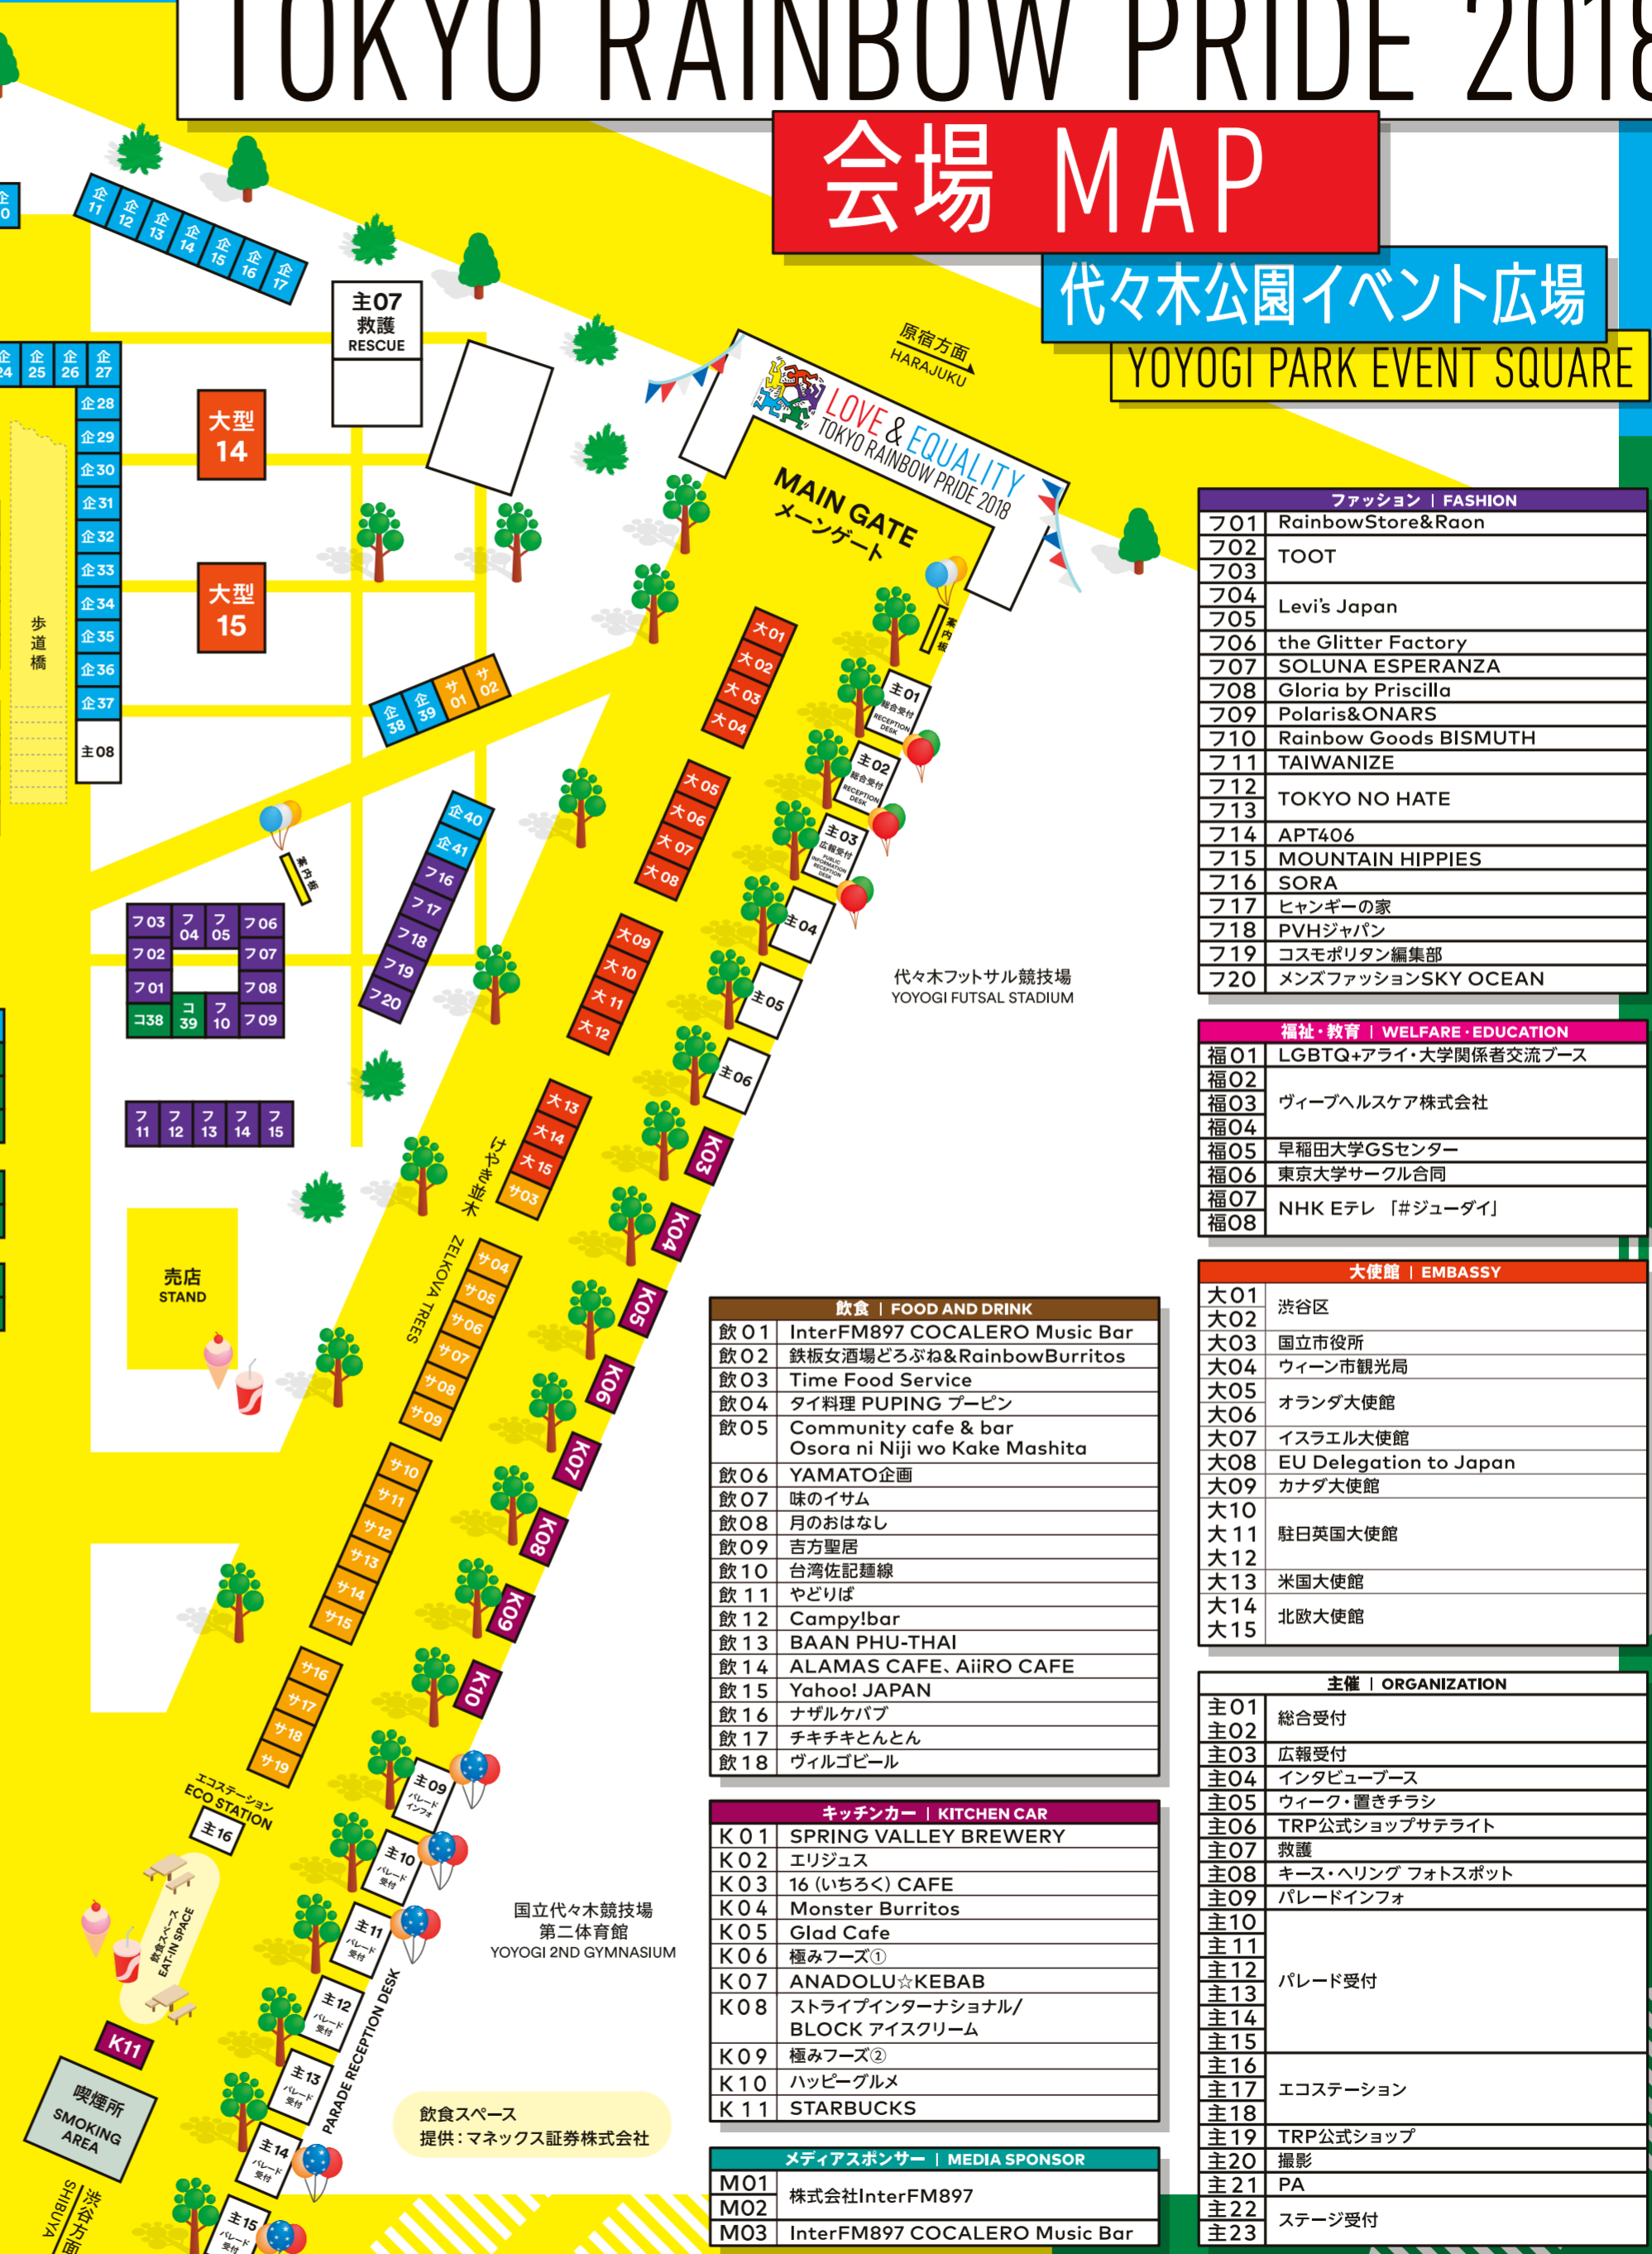 TOKYO RAINBOW PRIDE 2018
会場 MAP
代々木公園イベント広場
YOYOGI PARK EVENT SQUARE
企11
企12
企13
企14
企15
企16
企17
主07
救護
RESCUE
原宿方面
HARAJUKU
LOVE & EQUALITY
TOKYO RAINBOW PRIDE 2018
MAIN GATE
メーンゲート
案内板
企25
企26
企27
企28
企29
企30
企31
企32
企33
企34
企35
企36
企37
主08
歩道橋
大型
14
大型
15
企38
企39
サ01
サ02
案内板
企40
企41
フ16
フ17
フ18
フ19
フ20
フ03
フ04
フ05
フ06
フ02
フ07
フ01
フ08
コ38
コ39
フ10
フ09
フ11
フ12
フ13
フ14
フ15
売店
STAND
大01
大02
大03
大04
大05
大06
大07
大08
大09
大10
大11
大12
大13
大14
大15
サ03
けやき並木
ZELKOVA TREES
サ04
サ05
サ06
サ07
サ08
サ09
サ10
サ11
サ12
サ13
サ14
サ15
サ16
サ17
サ18
サ19
主01
総合受付
RECEPTION
DESK
主02
総合受付
RECEPTION
DESK
主03
広報受付
PUBLIC
INFORMATION
RECEPTION
DESK
主04
主05
主06
K03
K04
K05
K06
K07
K08
K09
K10
代々木フットサル競技場
YOYOGI FUTSAL STADIUM
エコステーション
ECO STATION
主16
飲食スペース
EAT-IN SPACE
K11
喫煙所
SMOKING
AREA
渋谷方面
SHIBUYA
主09
パレード
インフォ
主10
パレード
受付
主11
パレード
受付
主12
パレード
受付
主13
パレード
受付
主14
パレード
受付
主15
パレード
受付
PARADE RECEPTION DESK
国立代々木競技場
第二体育館
YOYOGI 2ND GYMNASIUM
飲食スペース
提供：マネックス証券株式会社
飲食 | FOOD AND DRINK
飲01 InterFM897 COCALERO Music Bar
飲02 鉄板女酒場どろぶね&RainbowBurritos
飲03 Time Food Service
飲04 タイ料理 PUPING プーピン
飲05 Community cafe & bar
Osora ni Niji wo Kake Mashita
飲06 YAMATO企画
飲07 味のイサム
飲08 月のおはなし
飲09 吉方聖居
飲10 台湾佐記麺線
飲11 やどりば
飲12 Campy!bar
飲13 BAAN PHU-THAI
飲14 ALAMAS CAFE、AiiRO CAFE
飲15 Yahoo! JAPAN
飲16 ナザルケバブ
飲17 チキチキとんとん
飲18 ヴィルゴビール
キッチンカー | KITCHEN CAR
K01 SPRING VALLEY BREWERY
K02 エリジュス
K03 16（いちろく）CAFE
K04 Monster Burritos
K05 Glad Cafe
K06 極みフーズ①
K07 ANADOLU☆KEBAB
K08 ストライプインターナショナル/
BLOCK アイスクリーム
K09 極みフーズ②
K10 ハッピーグルメ
K11 STARBUCKS
メディアスポンサー | MEDIA SPONSOR
M01
M02 株式会社InterFM897
M03 InterFM897 COCALERO Music Bar
ファッション | FASHION
フ01 RainbowStore&Raon
フ02
フ03 TOOT
フ04
フ05 Levi's Japan
フ06 the Glitter Factory
フ07 SOLUNA ESPERANZA
フ08 Gloria by Priscilla
フ09 Polaris&ONARS
フ10 Rainbow Goods BISMUTH
フ11 TAIWANIZE
フ12
フ13 TOKYO NO HATE
フ14 APT406
フ15 MOUNTAIN HIPPIES
フ16 SORA
フ17 ヒャンギーの家
フ18 PVHジャパン
フ19 コスモポリタン編集部
フ20 メンズファッションSKY OCEAN
福祉・教育 | WELFARE・EDUCATION
福01 LGBTQ+アライ・大学関係者交流ブース
福02
福03 ヴィーブヘルスケア株式会社
福04
福05 早稲田大学GSセンター
福06 東京大学サークル合同
福07
福08 NHK Eテレ 「#ジューダイ」
大使館 | EMBASSY
大01
大02 渋谷区
大03 国立市役所
大04 ウィーン市観光局
大05
大06 オランダ大使館
大07 イスラエル大使館
大08 EU Delegation to Japan
大09 カナダ大使館
大10
大11 駐日英国大使館
大12
大13 米国大使館
大14
大15 北欧大使館
主催 | ORGANIZATION
主01
主02 総合受付
主03 広報受付
主04 インタビューブース
主05 ウィーク・置きチラシ
主06 TRP公式ショップサテライト
主07 救護
主08 キース・ヘリング フォトスポット
主09 パレードインフォ
主10
主11
主12 パレード受付
主13
主14
主15
主16
主17 エコステーション
主18
主19 TRP公式ショップ
主20 撮影
主21 PA
主22
主23 ステージ受付